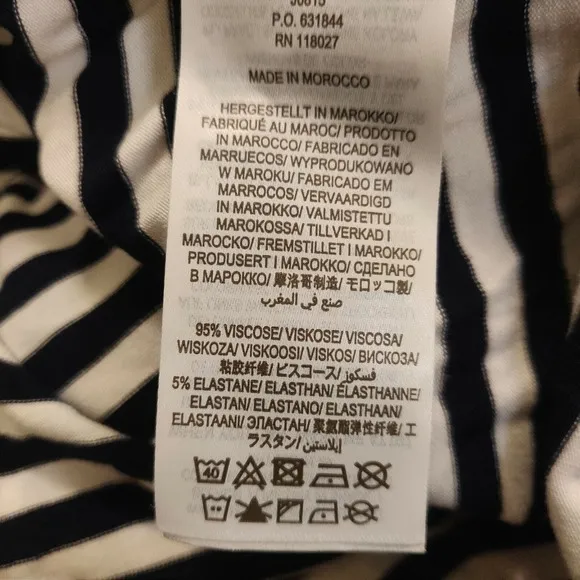 P.O. 631844
RN 118027
MADE IN MOROCCO
HERGESTELLT IN MAROKKO/
FABRIQUÉ AU MAROC/ PRODOTTO
IN MAROCCO/ FABRICADO EN
MARRUECOS/ WYPRODUKOWANO
W MAROKU/ FABRICADO EM
MARROCOS/ VERVAARDIGD
IN MAROKKO/ VALMISTETTU
MAROKOSSA/ TILLVERKAD I
MAROCKO/ FREMSTILLET I MAROKKO/
PRODUSERT I MAROKKO/ СДЕЛАНО
В МАРОККО/ 摩洛哥制造/ モロッコ製/
صنع في المغرب
95% VISCOSE/ VISKOSE/ VISCOSA/
WISKOZA/ VISKOOSI/ VISKOS/ ВИСКОЗА/
粘胶纤维/ ビスコース/ فسكوز/
5% ELASTANE/ ELASTHAN/ ELASTHANNE/
ELASTAN/ ELASTANO/ ELASTHAAN/
ELASTAANI/ ЭЛАСТАН/ 聚氨酯弹性纤维/ エ
ラスタン/ إيلاستين/
40